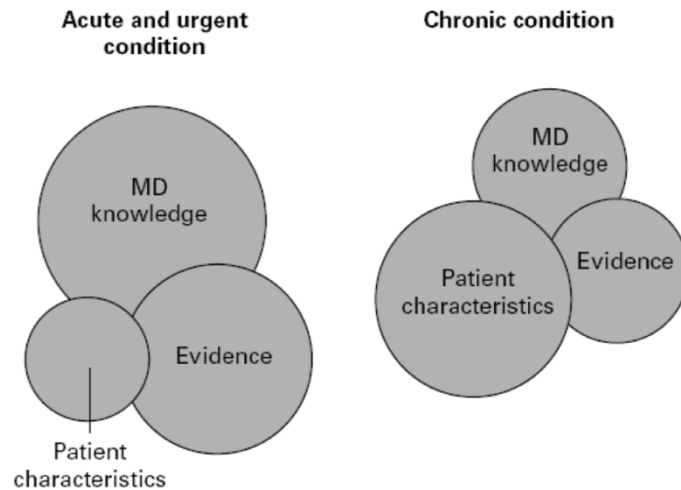 Acute and urgent
condition
MD
knowledge
Evidence
Patient
characteristics
Chronic condition
MD
knowledge
Evidence
Patient
characteristics